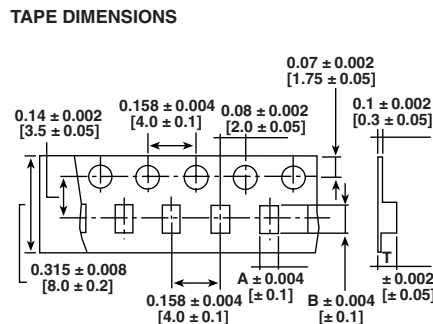 TAPE DIMENSIONS
0.07 ± 0.002
[1.75 ± 0.05]
0.1 ± 0.002
[0.3 ± 0.05]
0.14 ± 0.002
[3.5 ± 0.05]
0.158 ± 0.004
[4.0 ± 0.1]
0.08 ± 0.002
[2.0 ± 0.05]
0.315 ± 0.008
[8.0 ± 0.2]
0.158 ± 0.004
[4.0 ± 0.1]
A ± 0.004
[± 0.1]
B ± 0.004
[± 0.1]
T
± 0.002
[± 0.05]